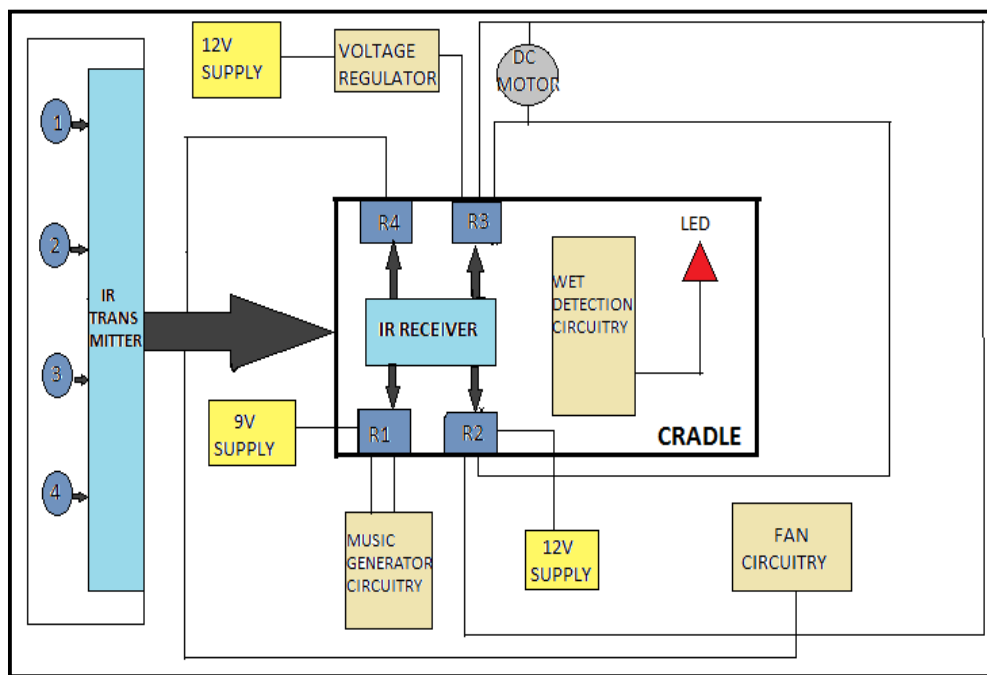 12V
SUPPLY
VOLTAGE
REGULATOR
DC
MOTOR
1
2
3
4
IR
TRANS
MITTER
R4
R3
IR RECEIVER
R1
R2
WET
DETECTION
CIRCUITRY
LED
CRADLE
9V
SUPPLY
MUSIC
GENERATOR
CIRCUITRY
12V
SUPPLY
FAN
CIRCUITRY